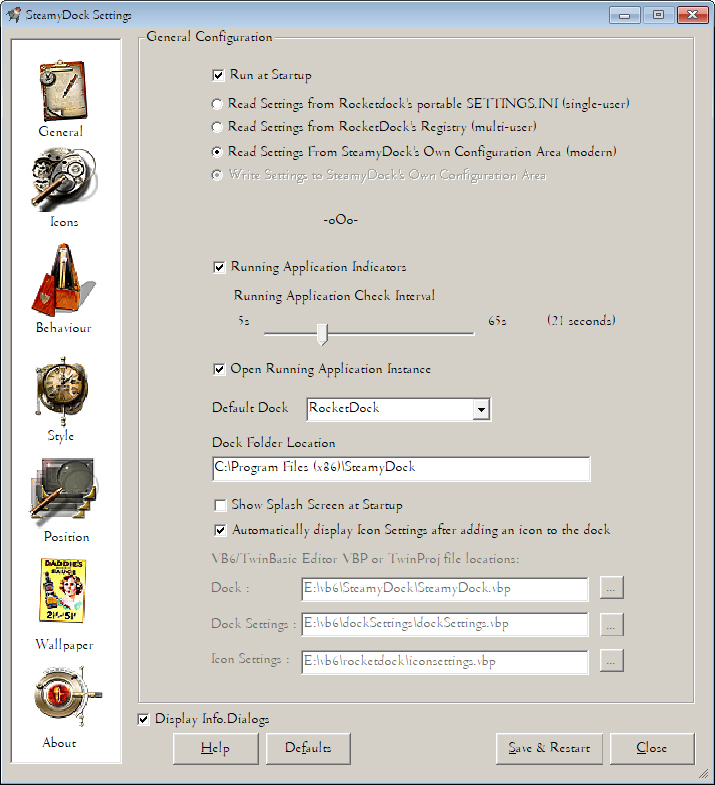 SteamyDock Settings
General
Icons
Behaviour
Style
Position
DADDIE'S
SAUCE
Wallpaper
About
General Configuration
Run at Startup
Read Settings from Rocketdock's portable SETTINGS.INI (single-user)
Read Settings from RocketDock's Registry (multi-user)
Read Settings From SteamyDock's Own Configuration Area (modern)
Write Settings to SteamyDock's Own Configuration Area
-oOo-
Running Application Indicators
Running Application Check Interval
5s 65s (21 seconds)
Open Running Application Instance
Default Dock RocketDock
Dock Folder Location
C:\Program Files (x86)\SteamyDock
Show Splash Screen at Startup
Automatically display Icon Settings after adding an icon to the dock
VB6/TwinBasic Editor VBP or TwinProj file locations:
Dock : E:\vb6\SteamyDock\SteamyDock.vbp ...
Dock Settings : E:\vb6\dockSettings\dockSettings.vbp ...
Icon Settings : E:\vb6\rocketdock\iconsettings.vbp ...
Display Info.Dialogs
Help Defaults Save & Restart Close